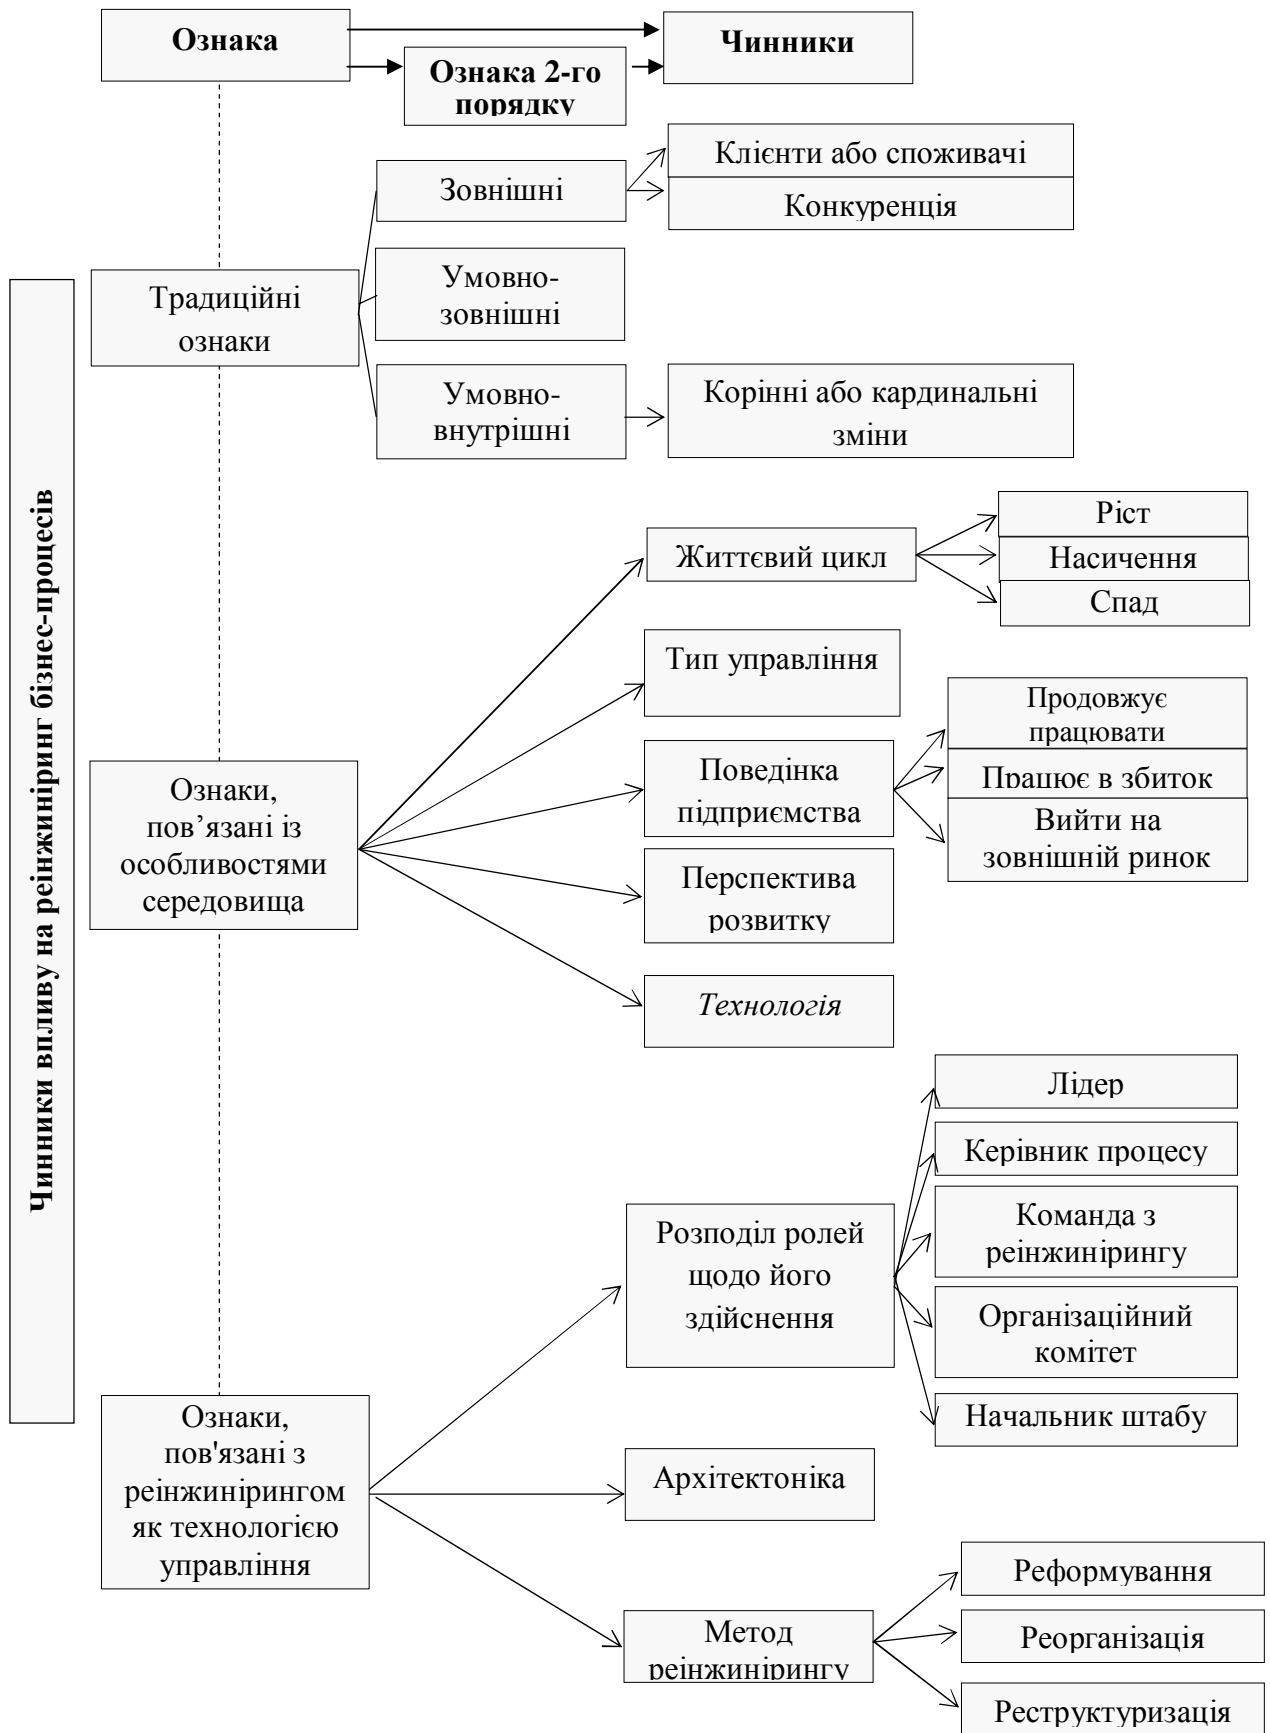 Ознака
Чинники
Ознака 2-го
порядку
Клієнти або споживачі
Зовнішні
Конкуренція
Умовно-
зовнішні
Традиційні
ознаки
Умовно-
внутрішні
Корінні або кардинальні
зміни
Чинники впливу на реінжиніринг бізнес-процесів
Ріст
Життєвий цикл
Насичення
Спад
Тип управління
Продовжує
працювати
Поведінка
підприємства
Працює в збиток
Вийти на
зовнішній ринок
Ознаки,
пов’язані із
особливостями
середовища
Перспектива
розвитку
Технологія
Лідер
Керівник процесу
Розподіл ролей
щодо його
здійснення
Команда з
реінжинірингу
Організаційний
комітет
Начальник штабу
Ознаки,
пов'язані з
реінжинірингом
як технологією
управління
Архітектоніка
Реформування
Метод
реінжинірингу
Реорганізація
Реструктуризація